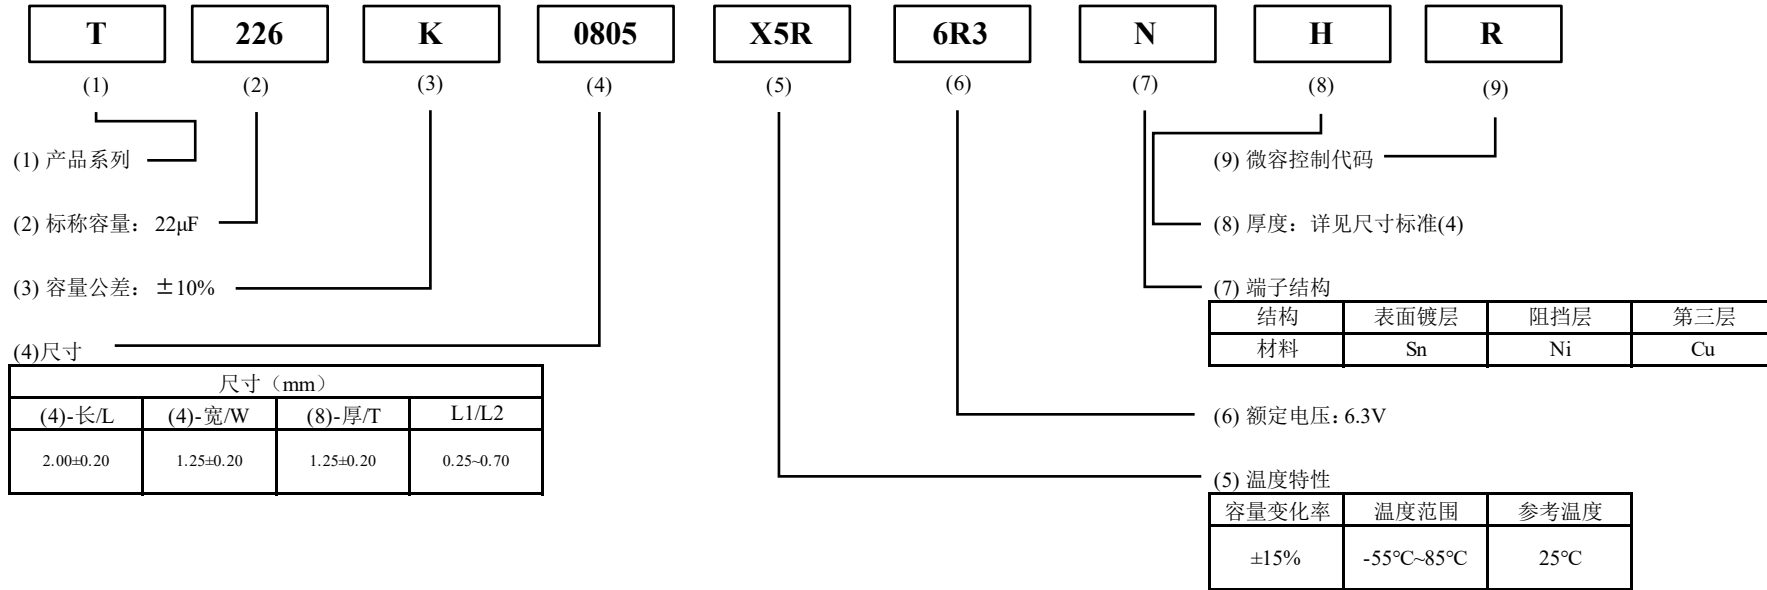 T 226 K 0805 X5R 6R3 N H R
(1) (2) (3) (4) (5) (6) (7) (8) (9)
(1) 产品系列
(2) 标称容量：22μF
(3) 容量公差：±10%
(4)尺寸
尺寸（mm）
(4)-长/L (4)-宽/W (8)-厚/T L1/L2
2.00±0.20 1.25±0.20 1.25±0.20 0.25~0.70
(9) 微容控制代码
(8) 厚度：详见尺寸标准(4)
(7) 端子结构
结构 表面镀层 阻挡层 第三层
材料 Sn Ni Cu
(6) 额定电压：6.3V
(5) 温度特性
容量变化率 温度范围 参考温度
±15% -55℃~85℃ 25℃